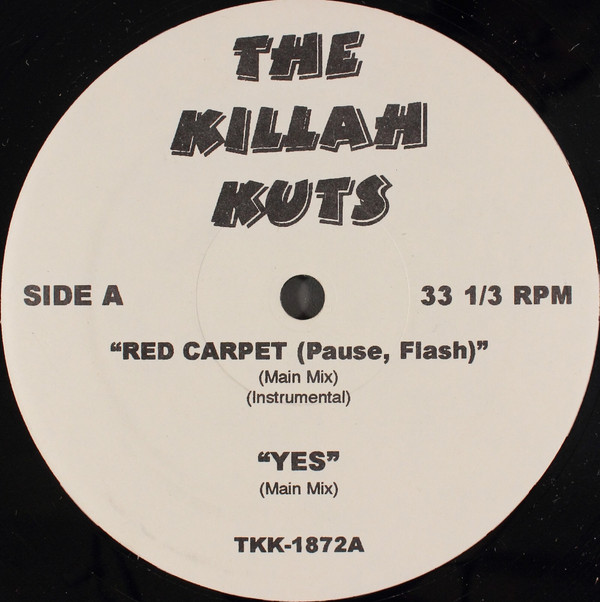 THE
KILLAH
KUTS
SIDE A
33 1/3 RPM
“RED CARPET (Pause, Flash)”
(Main Mix)
(Instrumental)
“YES”
(Main Mix)
TKK-1872A